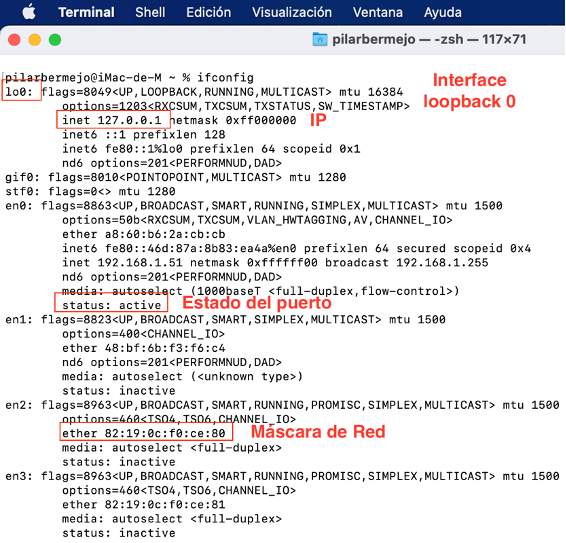 Terminal Shell Edición Visualización Ventana Ayuda
pilarbermejo — -zsh — 117×71
pilarbermejo@iMac-de-M ~ % ifconfig
lo0: flags=8049<UP,LOOPBACK,RUNNING,MULTICAST> mtu 16384
Interface loopback 0
options=1203<RXCSUM,TXCSUM,TXSTATUS,SW_TIMESTAMP>
inet 127.0.0.1 netmask 0xff000000
IP
inet6 ::1 prefixlen 128
inet6 fe80::1%lo0 prefixlen 64 scopeid 0x1
nd6 options=201<PERFORMNUD,DAD>
gif0: flags=8010<POINTOPOINT,MULTICAST> mtu 1280
stf0: flags=0<> mtu 1280
en0: flags=8863<UP,BROADCAST,SMART,RUNNING,SIMPLEX,MULTICAST> mtu 1500
options=50b<RXCSUM,TXCSUM,VLAN_HWTAGGING,AV,CHANNEL_IO>
ether a8:60:b6:2a:cb:cb
inet6 fe80::46d:87a:8b83:ea4a%en0 prefixlen 64 secured scopeid 0x4
inet 192.168.1.51 netmask 0xffffff00 broadcast 192.168.1.255
nd6 options=201<PERFORMNUD,DAD>
media: autoselect (1000baseT <full-duplex,flow-control>)
status: active
Estado del puerto
en1: flags=8823<UP,BROADCAST,SMART,SIMPLEX,MULTICAST> mtu 1500
options=400<CHANNEL_IO>
ether 48:bf:6b:f3:f6:c4
nd6 options=201<PERFORMNUD,DAD>
media: autoselect (<unknown type>)
status: inactive
en2: flags=8963<UP,BROADCAST,SMART,RUNNING,PROMISC,SIMPLEX,MULTICAST> mtu 1500
options=460<TSO4,TSO6,CHANNEL_IO>
ether 82:19:0c:f0:ce:80
Máscara de Red
media: autoselect <full-duplex>
status: inactive
en3: flags=8963<UP,BROADCAST,SMART,RUNNING,PROMISC,SIMPLEX,MULTICAST> mtu 1500
options=460<TSO4,TSO6,CHANNEL_IO>
ether 82:19:0c:f0:ce:81
media: autoselect <full-duplex>
status: inactive